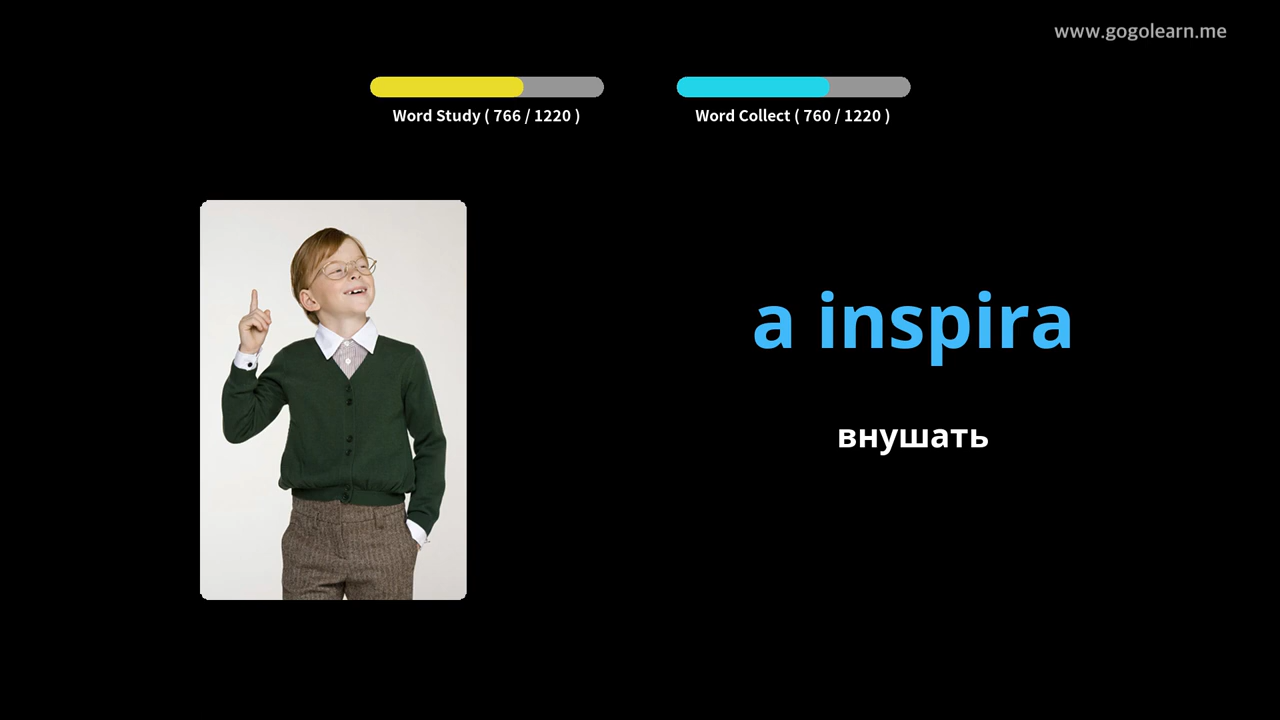 www.gogolearn.me
Word Study ( 766 / 1220 )
Word Collect ( 760 / 1220 )
a inspira
внушать